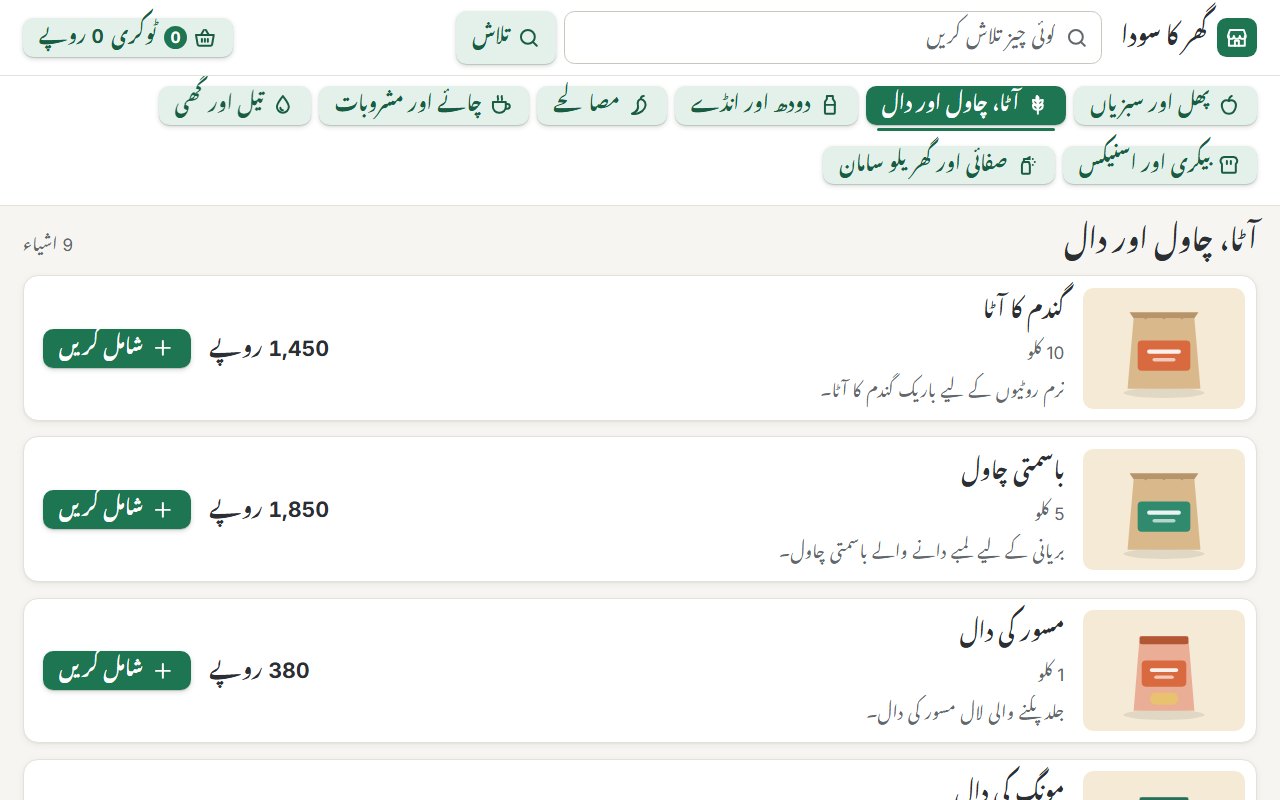 گھر کا سودا
کوئی چیز تلاش کریں
تلاش
0 ٹوکری 0 روپے
پھل اور سبزیاں
آٹا، چاول اور دال
دودھ اور انڈے
مصالحے
چائے اور مشروبات
تیل اور گھی
بیکری اور اسنیکس
صفائی اور گھریلو سامان
آٹا، چاول اور دال
9 اشیاء
گندم کا آٹا
10 کلو
نرم روٹیوں کے لیے باریک گندم کا آٹا۔
1,450 روپے
شامل کریں
باسمتی چاول
5 کلو
بریانی کے لیے لمبے دانے والے باسمتی چاول۔
1,850 روپے
شامل کریں
مسور کی دال
1 کلو
جلد پکنے والی لال مسور کی دال۔
380 روپے
شامل کریں
مونگ کی دال